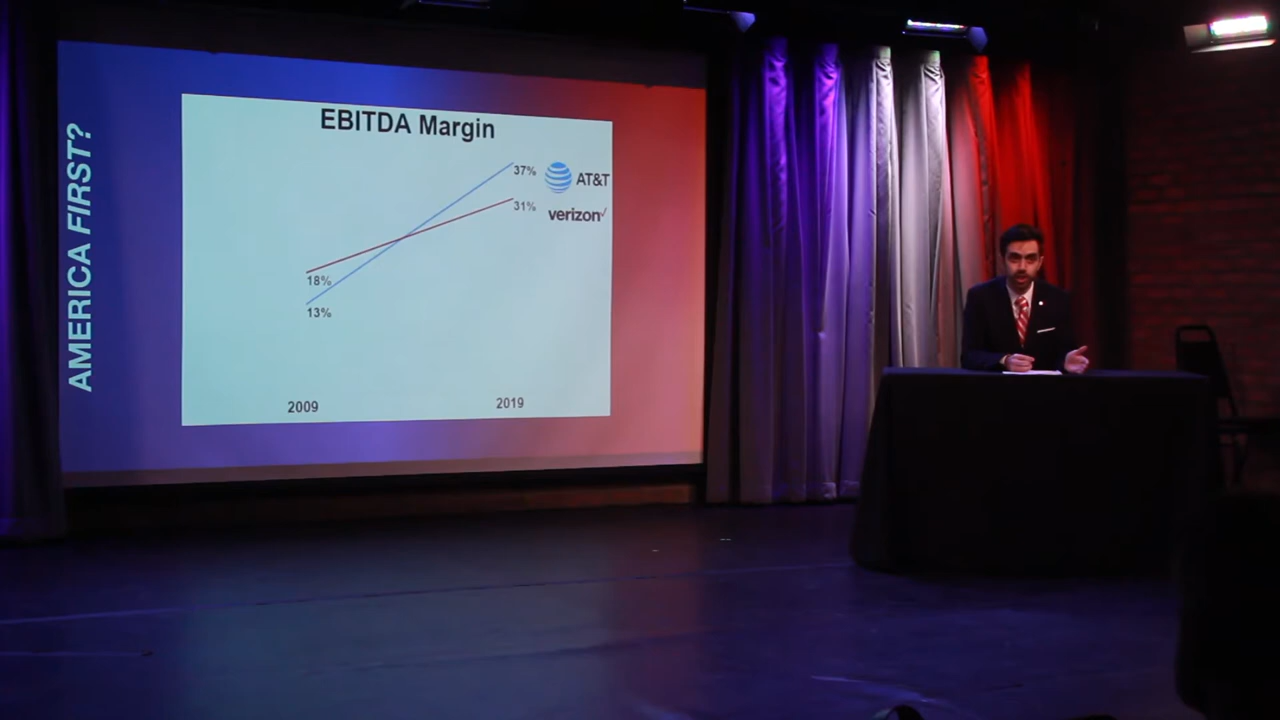 AMERICA FIRST?
EBITDA Margin
37%
AT&T
31%
verizon✓
18%
13%
2009
2019